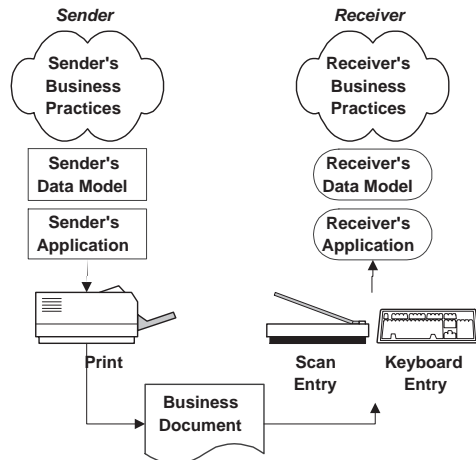 Sender
Receiver
Sender's
Business
Practices
Receiver's
Business
Practices
Sender's
Data Model
Receiver's
Data Model
Sender's
Application
Receiver's
Application
Print
Scan
Entry
Keyboard
Entry
Business
Document